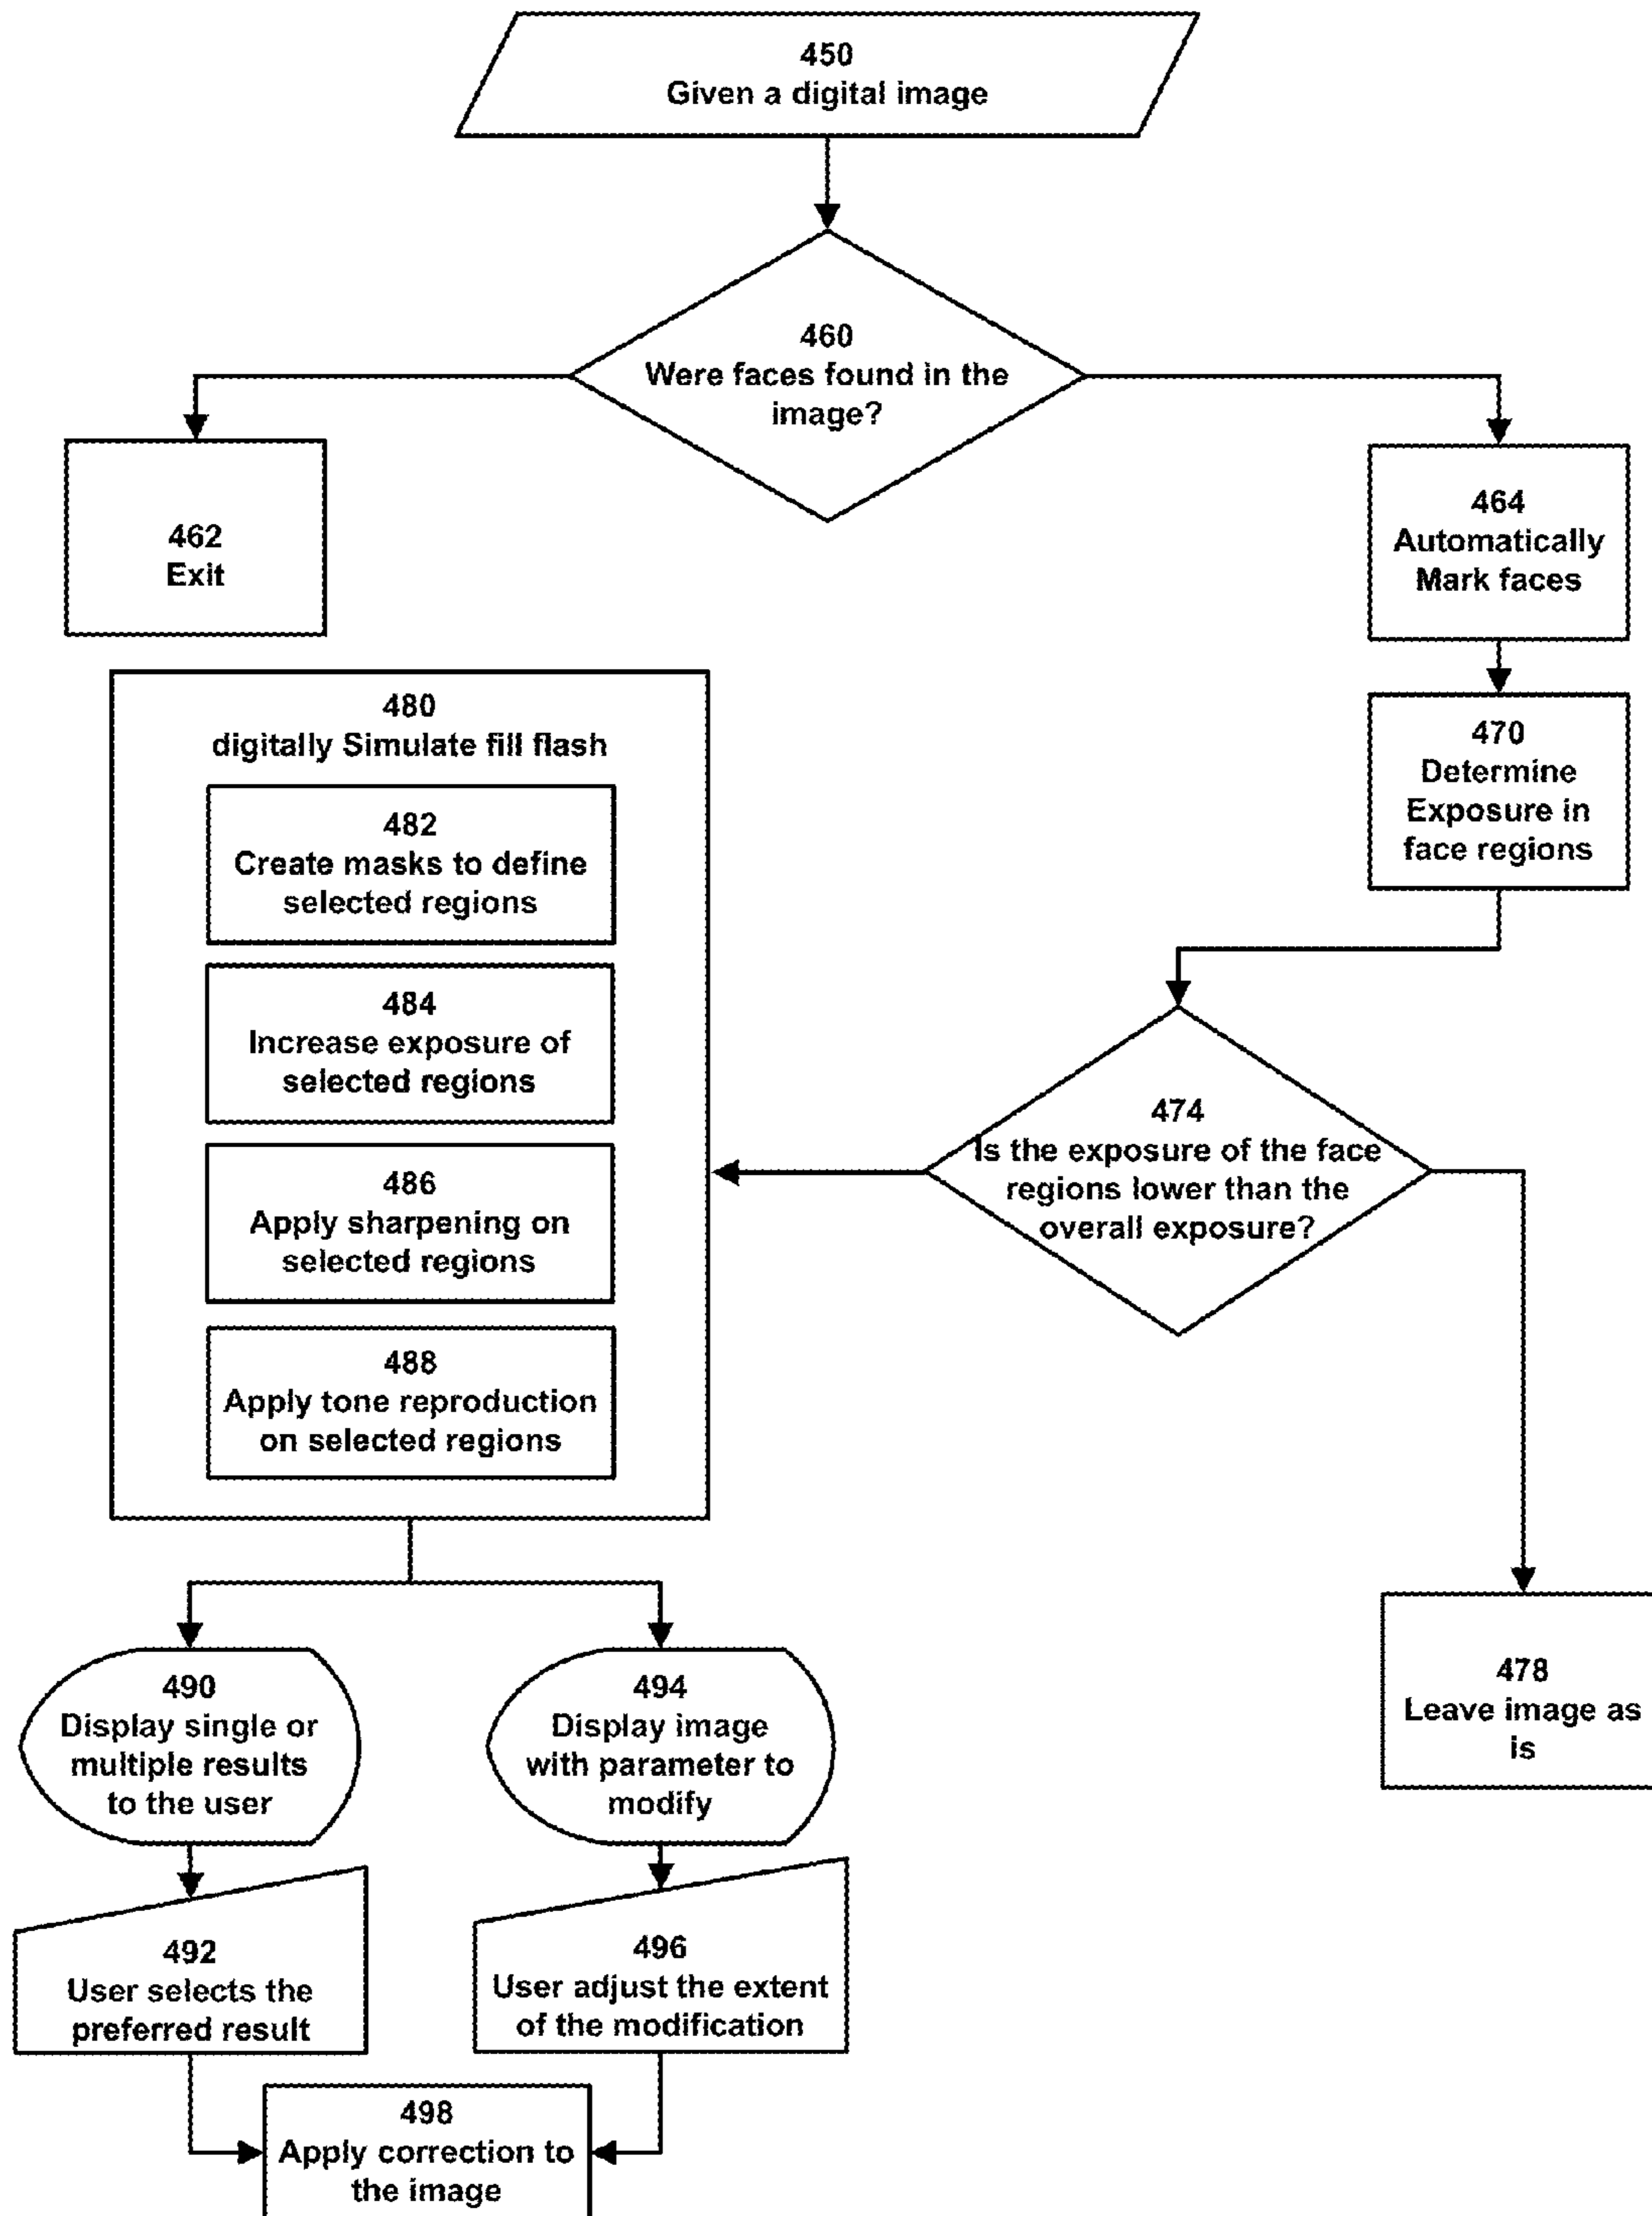 450
Given a digital image
460
Were faces found in the
image?
462
Exit
464
Automatically
Mark faces
470
Determine
Exposure in
face regions
474
Is the exposure of the face
regions lower than the
overall exposure?
478
Leave image as
is
480
digitally Simulate fill flash
482
Create masks to define
selected regions
484
Increase exposure of
selected regions
486
Apply sharpening on
selected regions
488
Apply tone reproduction
on selected regions
490
Display single or
multiple results
to the user
492
User selects the
preferred result
494
Display image
with parameter to
modify
496
User adjust the extent
of the modification
498
Apply correction to
the image